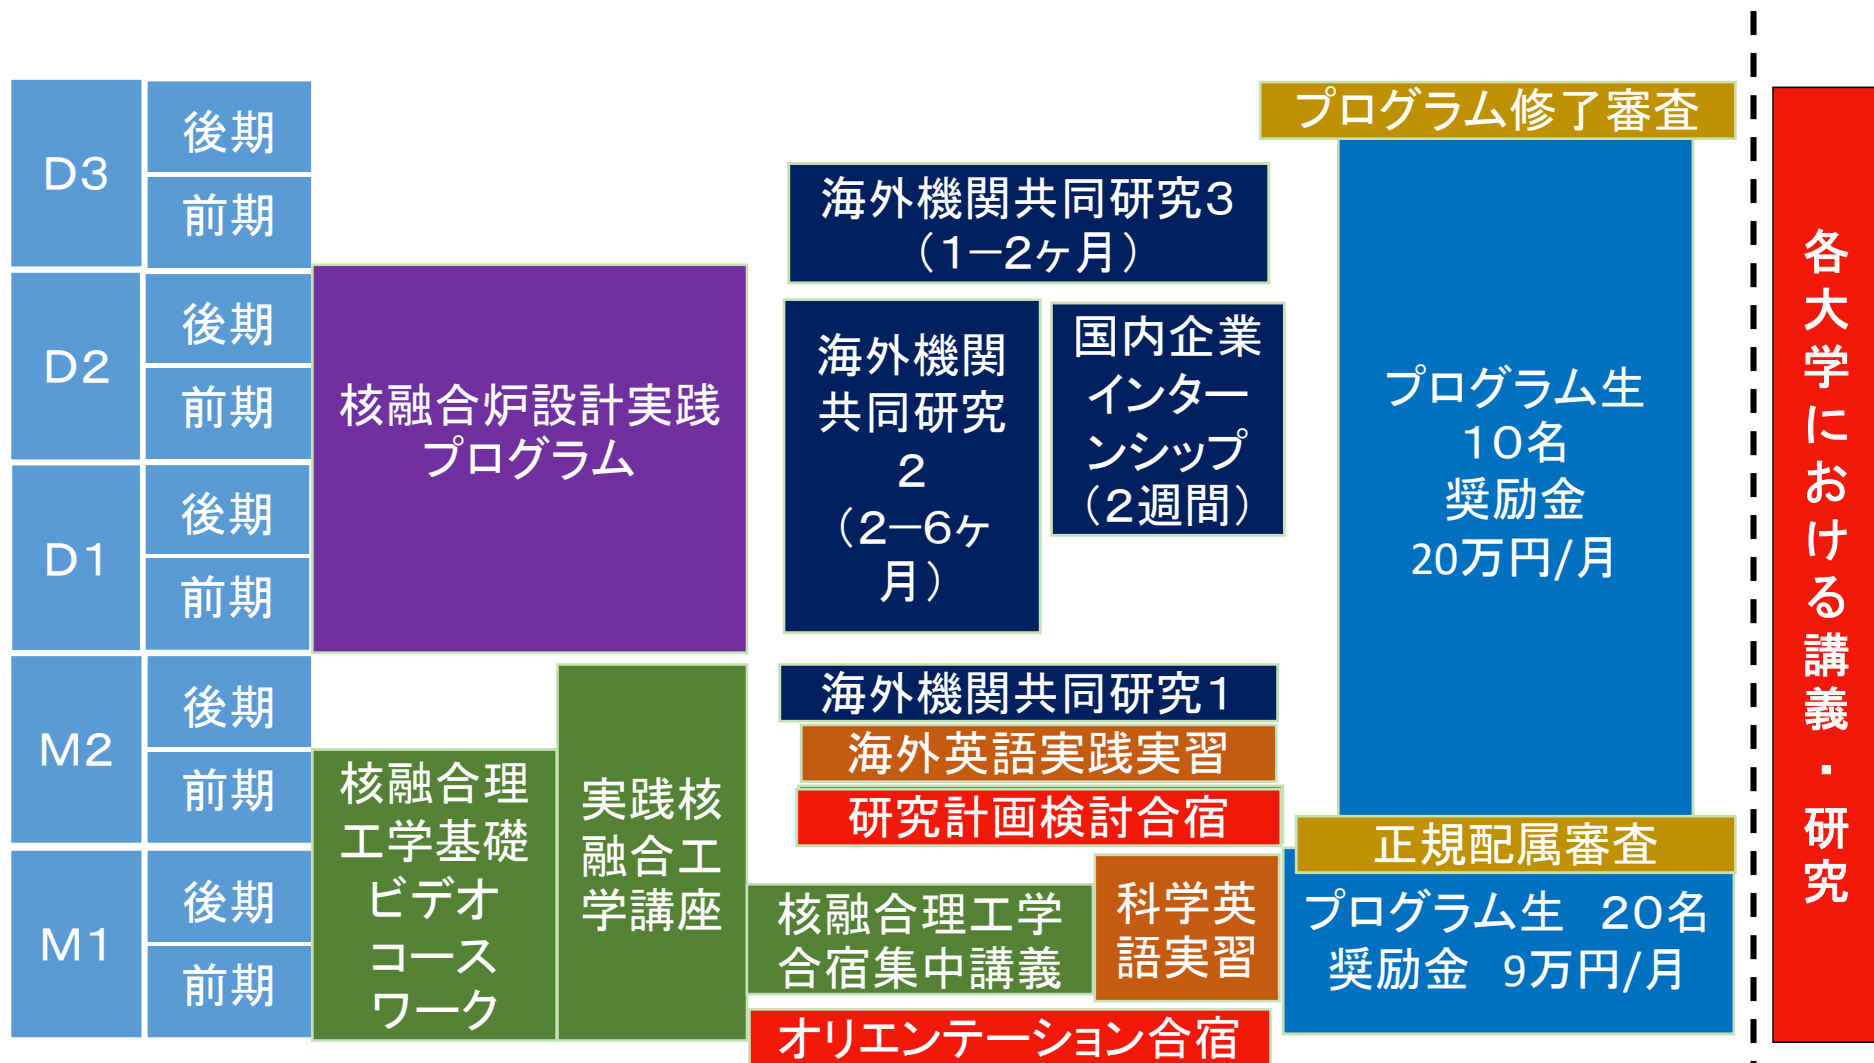 D3
後期
前期
D2
後期
前期
D1
後期
前期
M2
後期
前期
M1
後期
前期
核融合炉設計実践
プログラム
核融合理
工学基礎
ビデオ
コース
ワーク
実践核
融合工
学講座
海外機関共同研究3
（1－2ヶ月）
海外機関
共同研究
2
（2－6ヶ
月）
国内企業
インター
ンシップ
（2週間）
海外機関共同研究1
海外英語実践実習
研究計画検討合宿
核融合理工学
合宿集中講義
科学英
語実習
オリエンテーション合宿
プログラム修了審査
プログラム生
10名
奨励金
20万円/月
正規配属審査
プログラム生　20名
奨励金　9万円/月
各大学における講義・研究